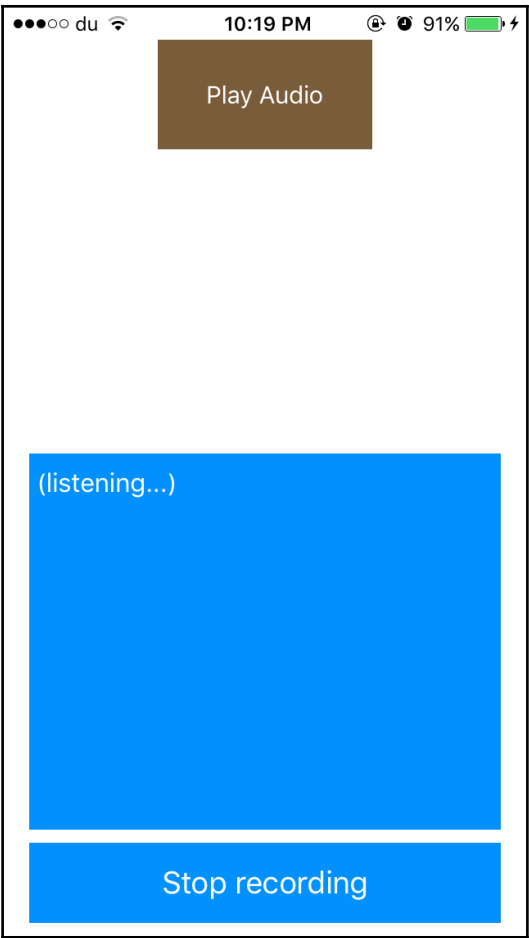 du 10:19 PM 91%
Play Audio
(listening...)
Stop recording